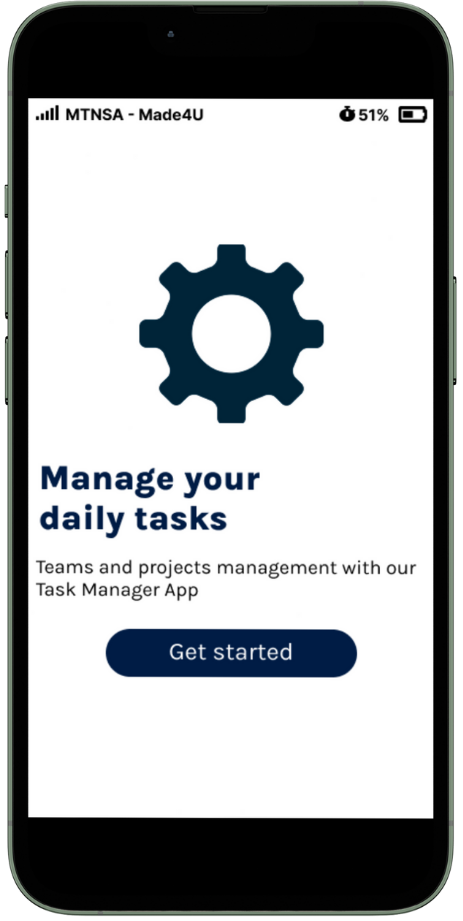 MTNSA - Made4U 51%
Manage your
daily tasks
Teams and projects management with our
Task Manager App
Get started